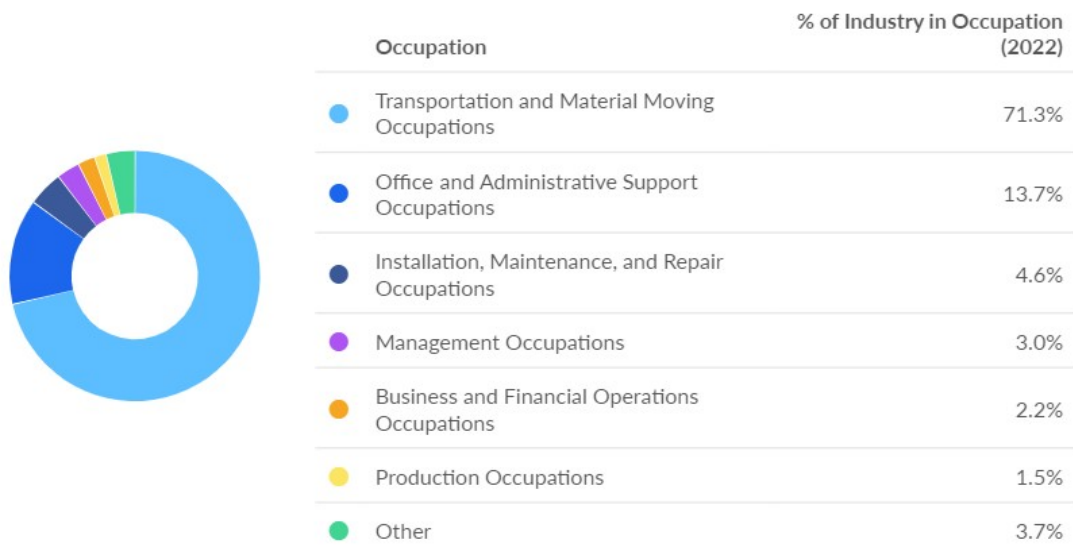 Occupation
% of Industry in Occupation
(2022)
Transportation and Material Moving
Occupations
71.3%
Office and Administrative Support
Occupations
13.7%
Installation, Maintenance, and Repair
Occupations
4.6%
Management Occupations
3.0%
Business and Financial Operations
Occupations
2.2%
Production Occupations
1.5%
Other
3.7%